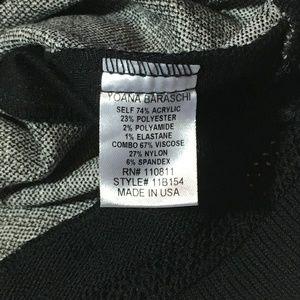 YOANA BARASCHI
SELF 74% ACRYLIC
23% POLYESTER
2% POLYAMIDE
1% ELASTANE
COMBO 67% VISCOSE
27% NYLON
6% SPANDEX
RN# 110811
STYLE# 11B154
MADE IN USA